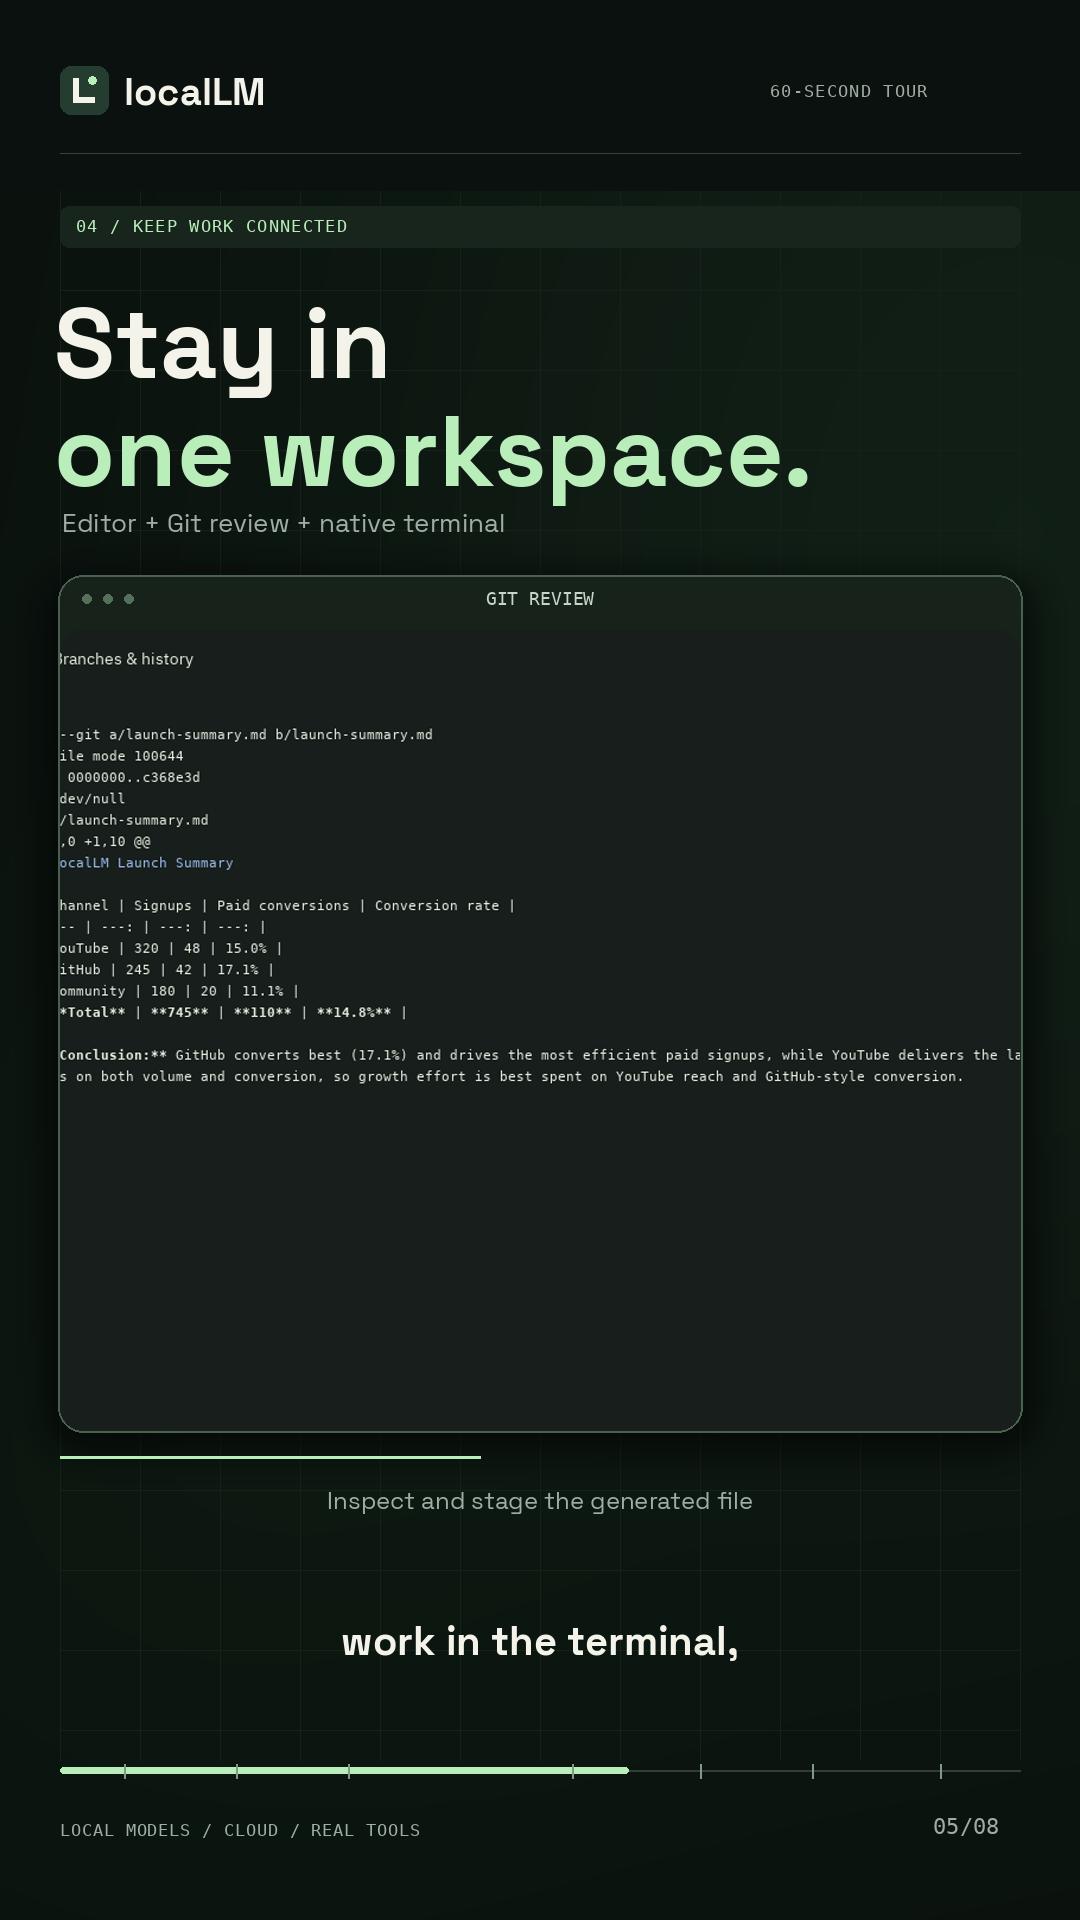 localLM
60-SECOND TOUR
04 / KEEP WORK CONNECTED
Stay in
one workspace.
Editor + Git review + native terminal
GIT REVIEW
Branches & history
--git a/launch-summary.md b/launch-summary.md
ile mode 100644
0000000..c368e3d
dev/null
/launch-summary.md
,0 +1,10 @@
ocalLM Launch Summary
hannel | Signups | Paid conversions | Conversion rate |
-- | ---: | ---: | ---: |
ouTube | 320 | 48 | 15.0% |
itHub | 245 | 42 | 17.1% |
ommunity | 180 | 20 | 11.1% |
*Total** | **745** | **110** | **14.8%** |
Conclusion:** GitHub converts best (17.1%) and drives the most efficient paid signups, while YouTube delivers the la
s on both volume and conversion, so growth effort is best spent on YouTube reach and GitHub-style conversion.
Inspect and stage the generated file
work in the terminal,
LOCAL MODELS / CLOUD / REAL TOOLS
05/08